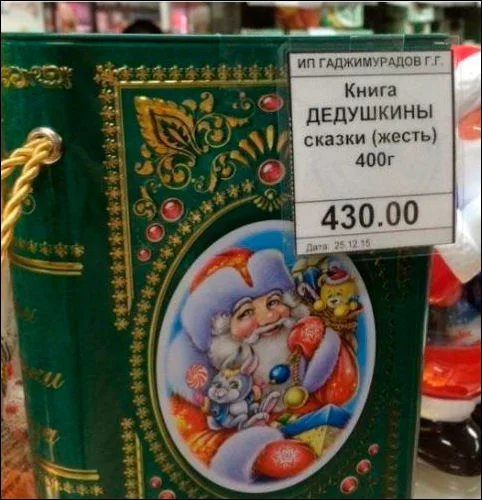 ИП ГАДЖИМУРАДОВ Г.Г.
Книга
ДЕДУШКИНЫ
сказки (жесть)
400г
430.00
Дата: 25.12.15